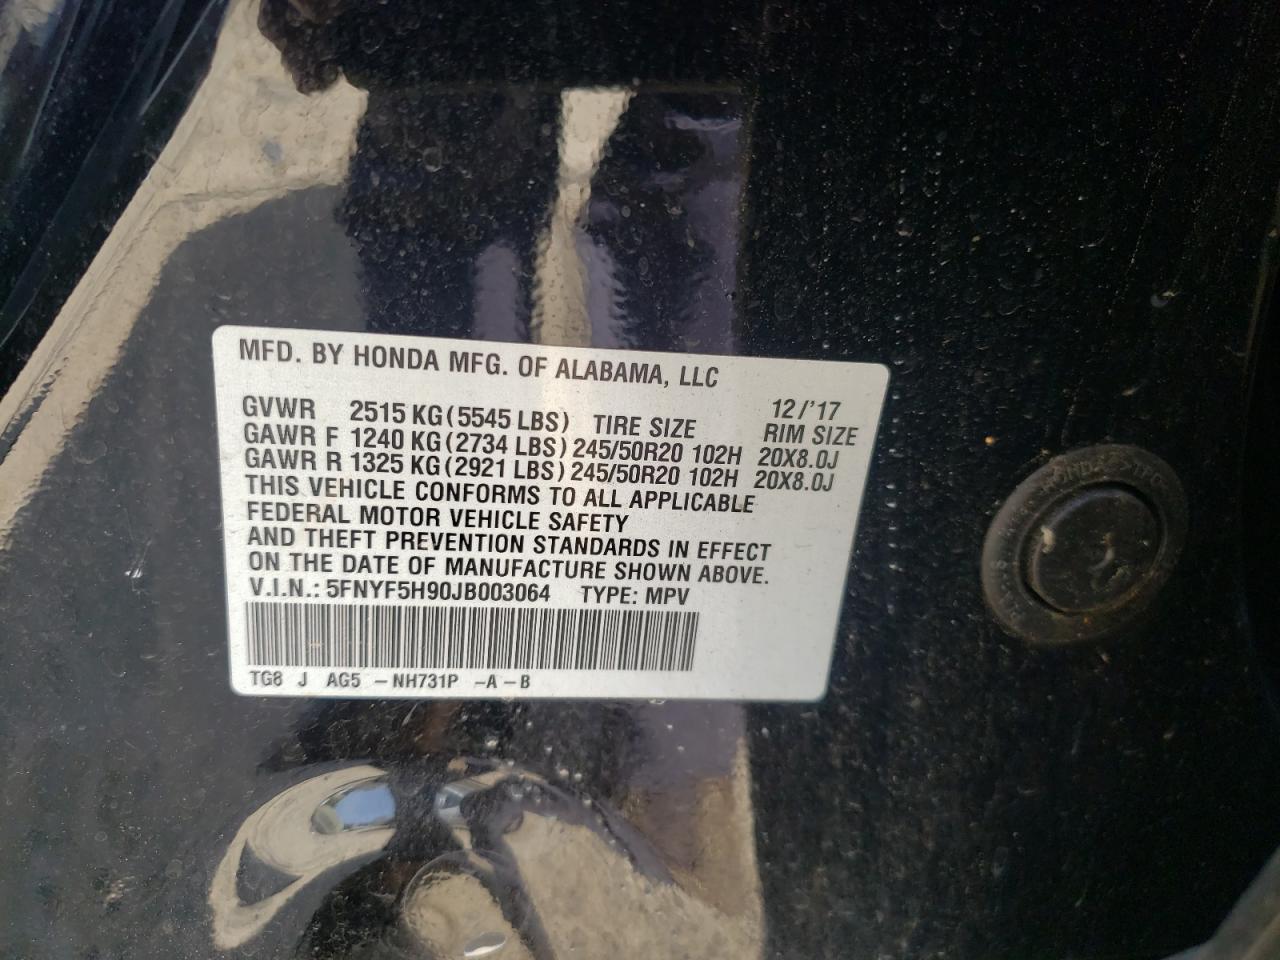 MFD. BY HONDA MFG. OF ALABAMA, LLC
12/'17
GVWR 2515 KG (5545 LBS) TIRE SIZE RIM SIZE
GAWR F 1240 KG (2734 LBS) 245/50R20 102H 20X8.0J
GAWR R 1325 KG (2921 LBS) 245/50R20 102H 20X8.0J
THIS VEHICLE CONFORMS TO ALL APPLICABLE
FEDERAL MOTOR VEHICLE SAFETY
AND THEFT PREVENTION STANDARDS IN EFFECT
ON THE DATE OF MANUFACTURE SHOWN ABOVE.
V.I.N.: 5FNYF5H90JB003064 TYPE: MPV
TG8 J AG5 -NH731P -A-B
HONDA